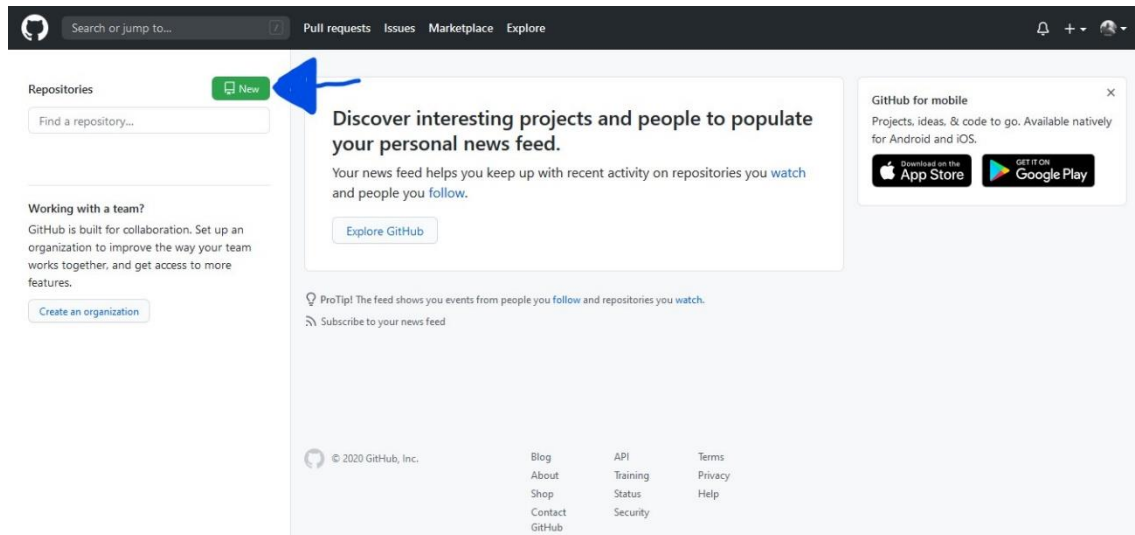 Search or jump to... /
Pull requests Issues Marketplace Explore
Repositories
New
Find a repository...
Working with a team?
GitHub is built for collaboration. Set up an
organization to improve the way your team
works together, and get access to more
features.
Create an organization
Discover interesting projects and people to populate
your personal news feed.
Your news feed helps you keep up with recent activity on repositories you watch
and people you follow.
Explore GitHub
ProTip! The feed shows you events from people you follow and repositories you watch.
Subscribe to your news feed
GitHub for mobile
Projects, ideas, & code to go. Available natively
for Android and iOS.
Download on the
App Store
GET IT ON
Google Play
© 2020 GitHub, Inc.
Blog
About
Shop
Contact
GitHub
API
Training
Status
Security
Terms
Privacy
Help